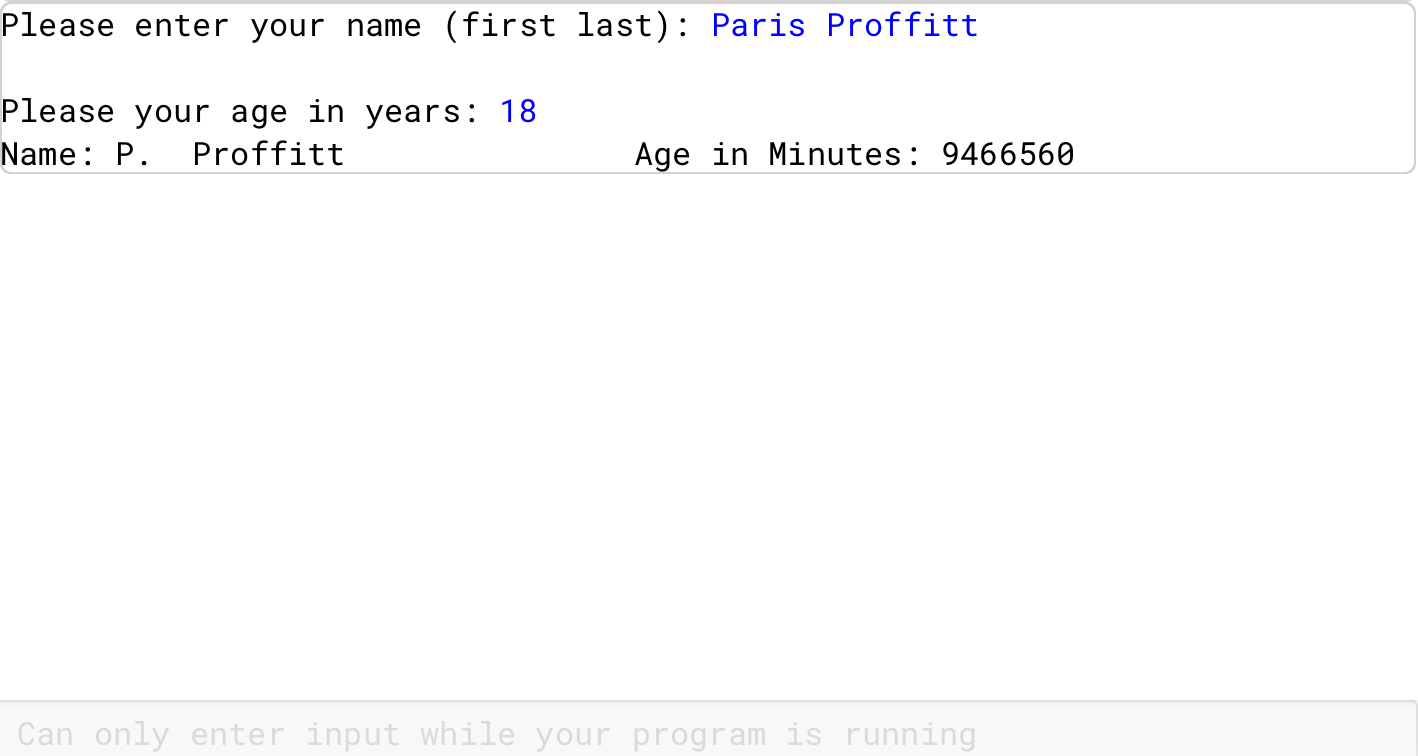 Please enter your name (first last): Paris Proffitt
Please your age in years: 18
Name: P.  Proffitt               Age in Minutes: 9466560
Can only enter input while your program is running